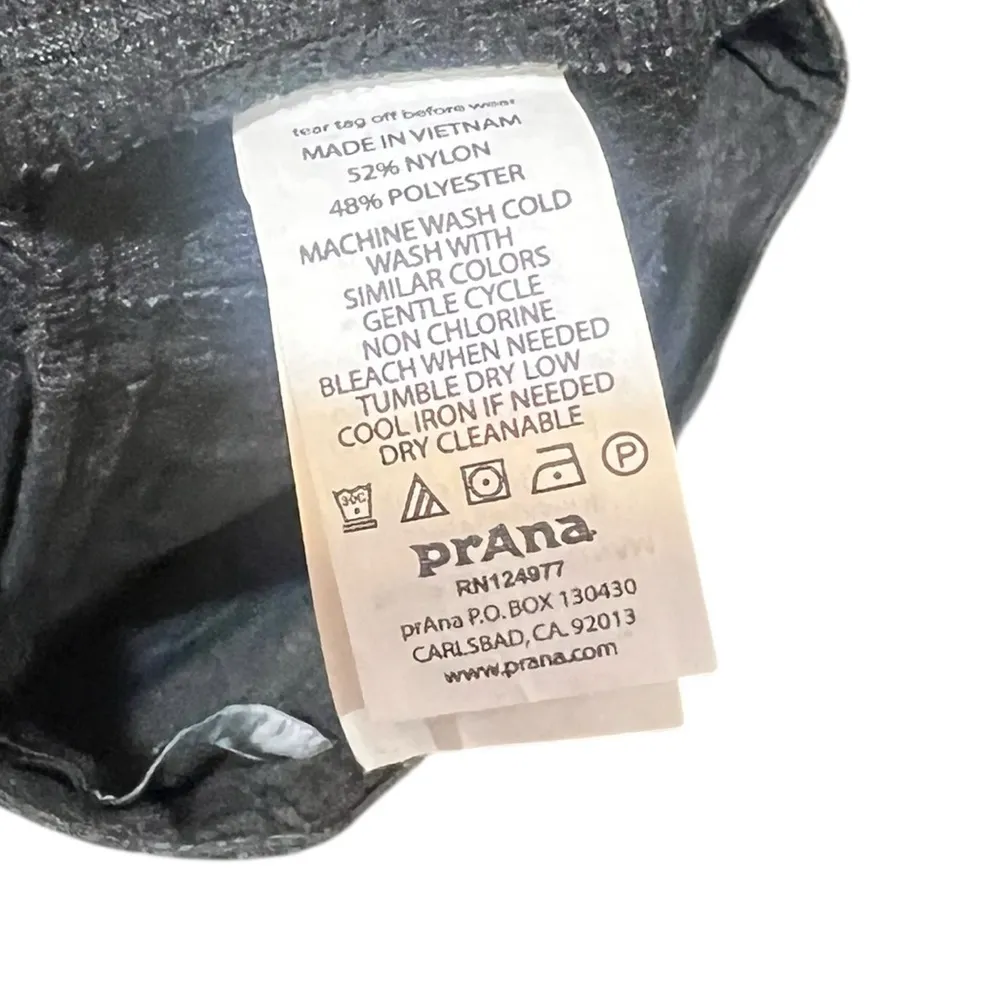 tear tag off before wear
MADE IN VIETNAM
52% NYLON
48% POLYESTER
MACHINE WASH COLD
WASH WITH
SIMILAR COLORS
GENTLE CYCLE
NON CHLORINE
BLEACH WHEN NEEDED
TUMBLE DRY LOW
COOL IRON IF NEEDED
DRY CLEANABLE
30C P
prAna
RN124977
prAna P.O. BOX 130430
CARLSBAD, CA. 92013
www.prana.com